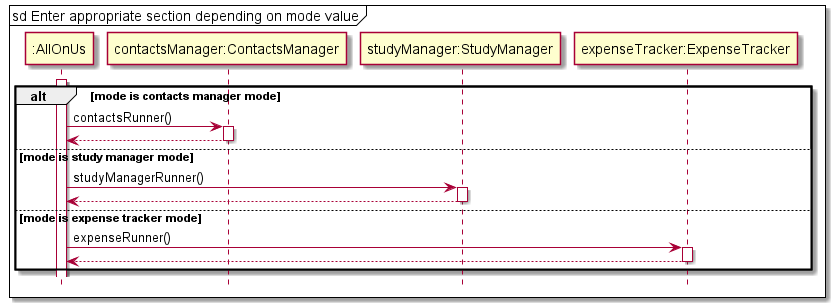 sd Enter appropriate section depending on mode value
:AllOnUs
contactsManager:ContactsManager
studyManager:StudyManager
expenseTracker:ExpenseTracker
alt [mode is contacts manager mode]
contactsRunner()
[mode is study manager mode]
studyManagerRunner()
[mode is expense tracker mode]
expenseRunner()